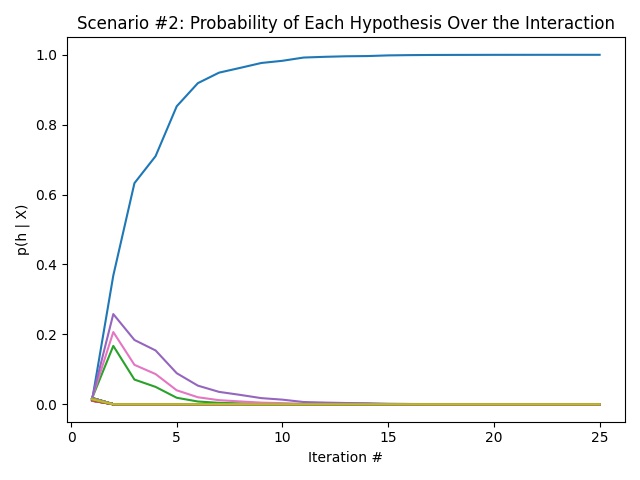 Scenario #2: Probability of Each Hypothesis Over the Interaction
1.0
0.8
0.6
0.4
0.2
0.0
p(h | X)
0 5 10 15 20 25
Iteration #